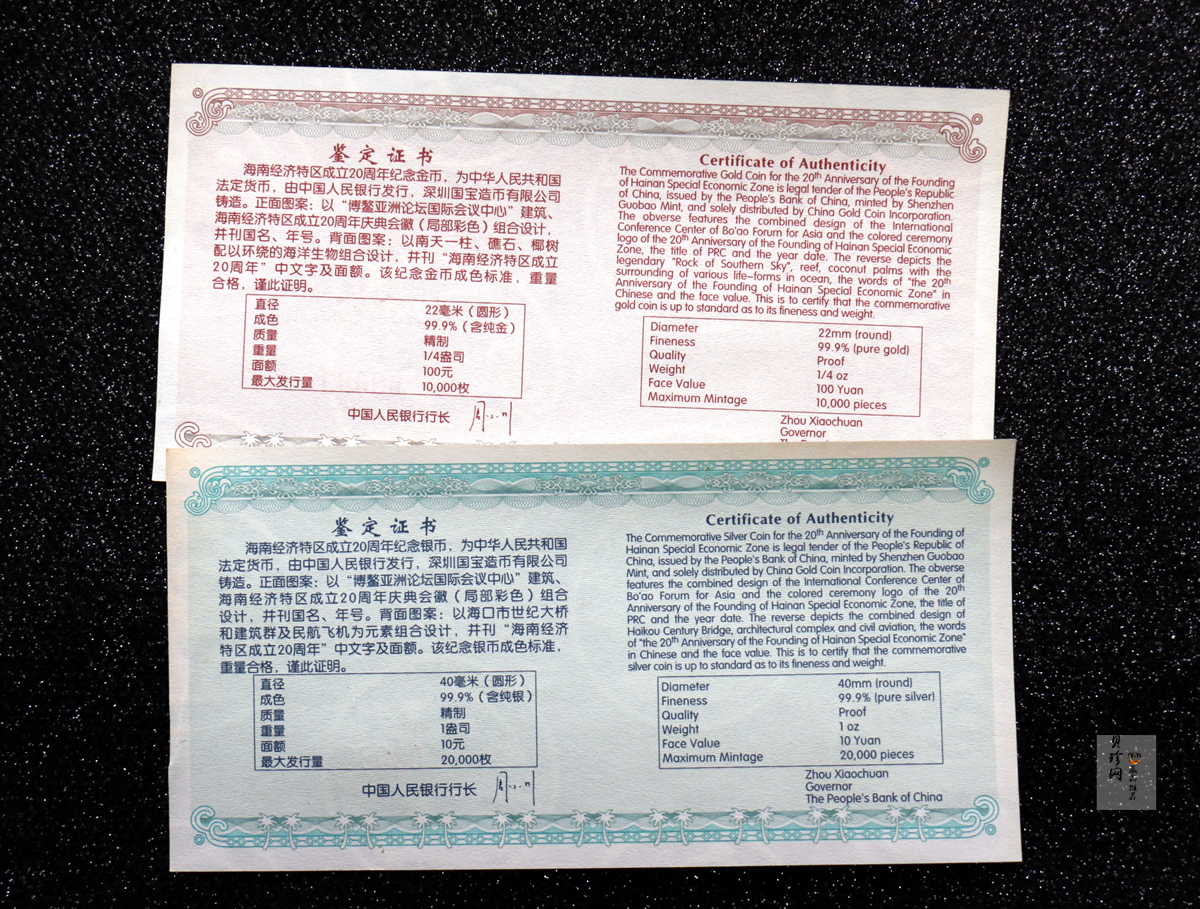 鉴定证书
海南经济特区成立20周年纪念金币，为中华人民共和国
法定货币，由中国人民银行发行，深圳国宝造币有限公司
铸造。正面图案：以“博鳌亚洲论坛国际会议中心”建筑、
海南经济特区成立20周年庆典会徽（局部彩色）组合设计，
并刊国名、年号。背面图案：以南天一柱、礁石、椰树
配以环绕的海洋生物组合设计，并刊“海南经济特区成立
20周年”中文字及面额。该纪念金币成色标准，重量
合格，谨此证明。
直径 22毫米（圆形）
成色 99.9%（含纯金）
质量 精制
重量 1/4盎司
面额 100元
最大发行量 10,000枚
中国人民银行行长
Certificate of Authenticity
The Commemorative Gold Coin for the 20th Anniversary of the Founding
of Hainan Special Economic Zone is legal tender of the People's Republic
of China, issued by the People's Bank of China, minted by Shenzhen
Guobao Mint, and solely distributed by China Gold Coin Incorporation.
The obverse features the combined design of the International
Conference Center of Bo'ao Forum for Asia and the colored ceremony
logo of the 20th Anniversary of the Founding of Hainan Special Economic
Zone, the title of PRC and the year date. The reverse depicts the
legendary "Rock of Southern Sky", reef, coconut palms with the
surrounding of various life-forms in ocean, the words of "the 20th
Anniversary of the Founding of Hainan Special Economic Zone" in
Chinese and the face value. This is to certify that the commemorative
gold coin is up to standard as to its fineness and weight.
Diameter 22mm (round)
Fineness 99.9% (pure gold)
Quality Proof
Weight 1/4 oz
Face Value 100 Yuan
Maximum Mintage 10,000 pieces
Zhou Xiaochuan
Governor
鉴定证书
海南经济特区成立20周年纪念银币，为中华人民共和国
法定货币，由中国人民银行发行，深圳国宝造币有限公司
铸造。正面图案：以“博鳌亚洲论坛国际会议中心”建筑、
海南经济特区成立20周年庆典会徽（局部彩色）组合
设计，并刊国名、年号。背面图案：以海口市世纪大桥
和建筑群及民航飞机为元素组合设计，并刊“海南经济
特区成立20周年”中文字及面额。该纪念银币成色标准，
重量合格，谨此证明。
直径 40毫米（圆形）
成色 99.9%（含纯银）
质量 精制
重量 1盎司
面额 10元
最大发行量 20,000枚
中国人民银行行长
Certificate of Authenticity
The Commemorative Silver Coin for the 20th Anniversary of the Founding of
Hainan Special Economic Zone is legal tender of the People's Republic of
China, issued by the People's Bank of China, minted by Shenzhen Guobao
Mint, and solely distributed by China Gold Coin Incorporation. The obverse
features the combined design of the International Conference Center of
Bo'ao Forum for Asia and the colored ceremony logo of the 20th
Anniversary of the Founding of Hainan Special Economic Zone, the title of
PRC and the year date. The reverse depicts the combined design of
Haikou Century Bridge, architectural complex and civil aviation, the words
of "the 20th Anniversary of the Founding of Hainan Special Economic Zone"
in Chinese and the face value. This is to certify that the commemorative
silver coin is up to standard as to its fineness and weight.
Diameter 40mm (round)
Fineness 99.9% (pure silver)
Quality Proof
Weight 1 oz
Face Value 10 Yuan
Maximum Mintage 20,000 pieces
Zhou Xiaochuan
Governor
The People's Bank of China